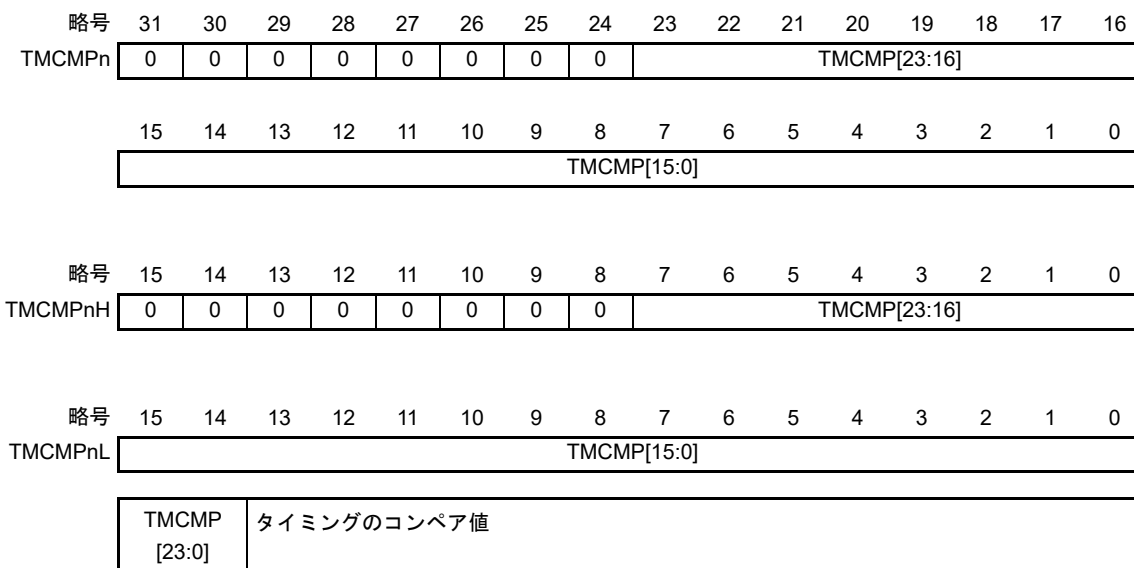 略号 31 30 29 28 27 26 25 24 23 22 21 20 19 18 17 16
TMCMPn 0 0 0 0 0 0 0 0 TMCMP[23:16]
15 14 13 12 11 10 9 8 7 6 5 4 3 2 1 0
TMCMP[15:0]
略号 15 14 13 12 11 10 9 8 7 6 5 4 3 2 1 0
TMCMPnH 0 0 0 0 0 0 0 0 TMCMP[23:16]
略号 15 14 13 12 11 10 9 8 7 6 5 4 3 2 1 0
TMCMPnL TMCMP[15:0]
TMCMP タイミングのコンペア値
[23:0]